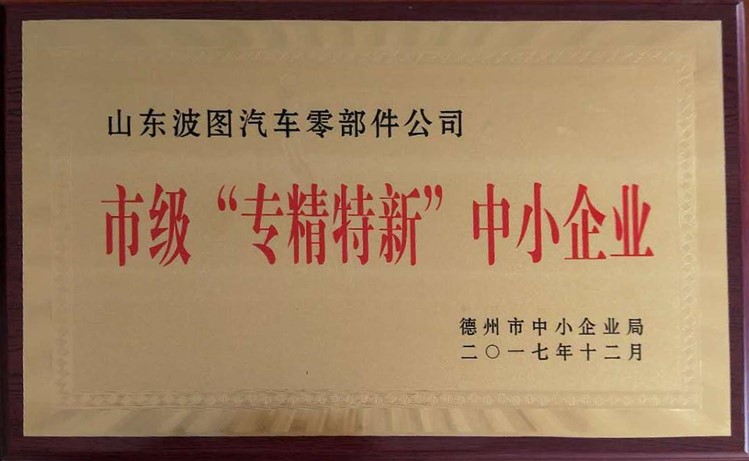 山东波图汽车零部件公司
市级“专精特新”中小企业
德州市中小企业局
二〇一七年十二月